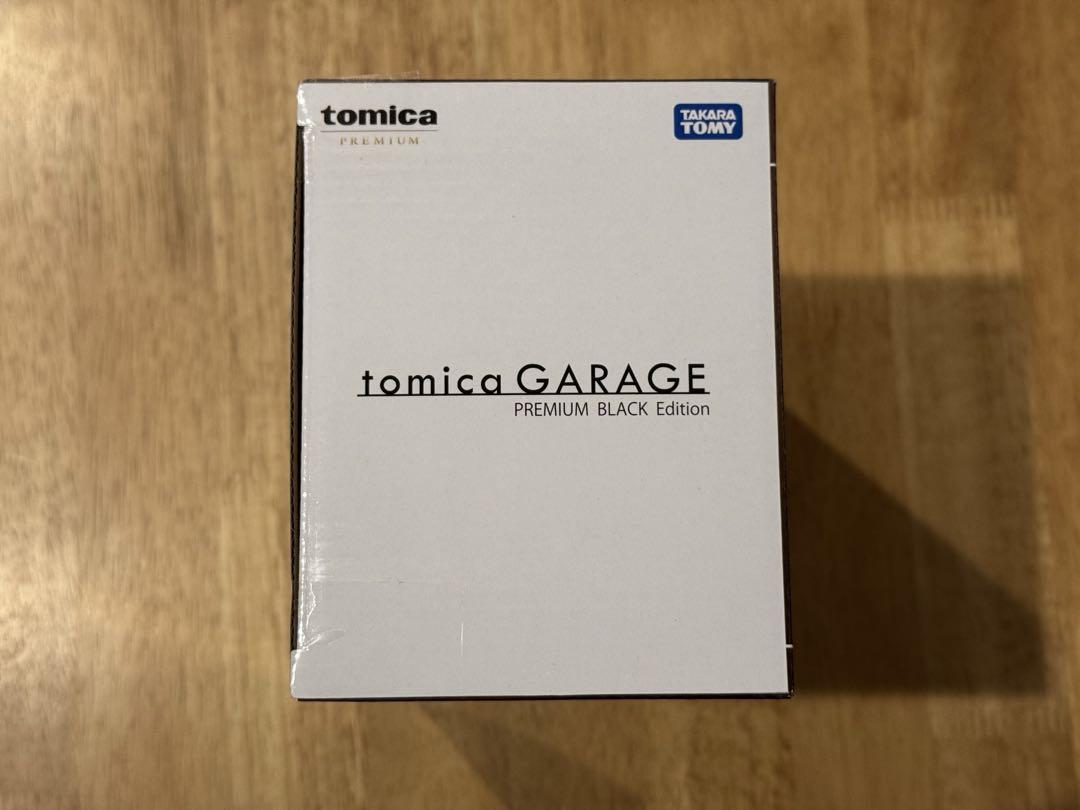 tomica
PREMIUM
TAKARA
TOMY
tomica GARAGE
PREMIUM BLACK Edition